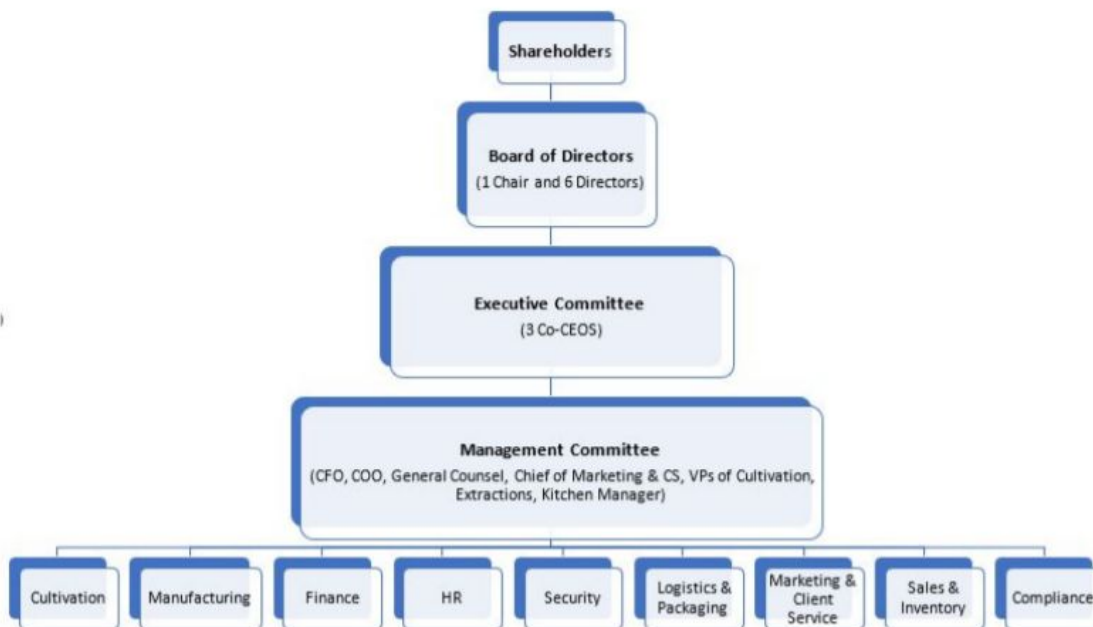 Shareholders
Board of Directors
(1 Chair and 6 Directors)
)
Executive Committee
(3 Co-CEOS)
Management Committee
(CFO, COO, General Counsel, Chief of Marketing & CS, VPs of Cultivation,
Extractions, Kitchen Manager)
Cultivation
Manufacturing
Finance
HR
Security
Logistics &
Packaging
Marketing &
Client
Service
Sales &
Inventory
Compliance